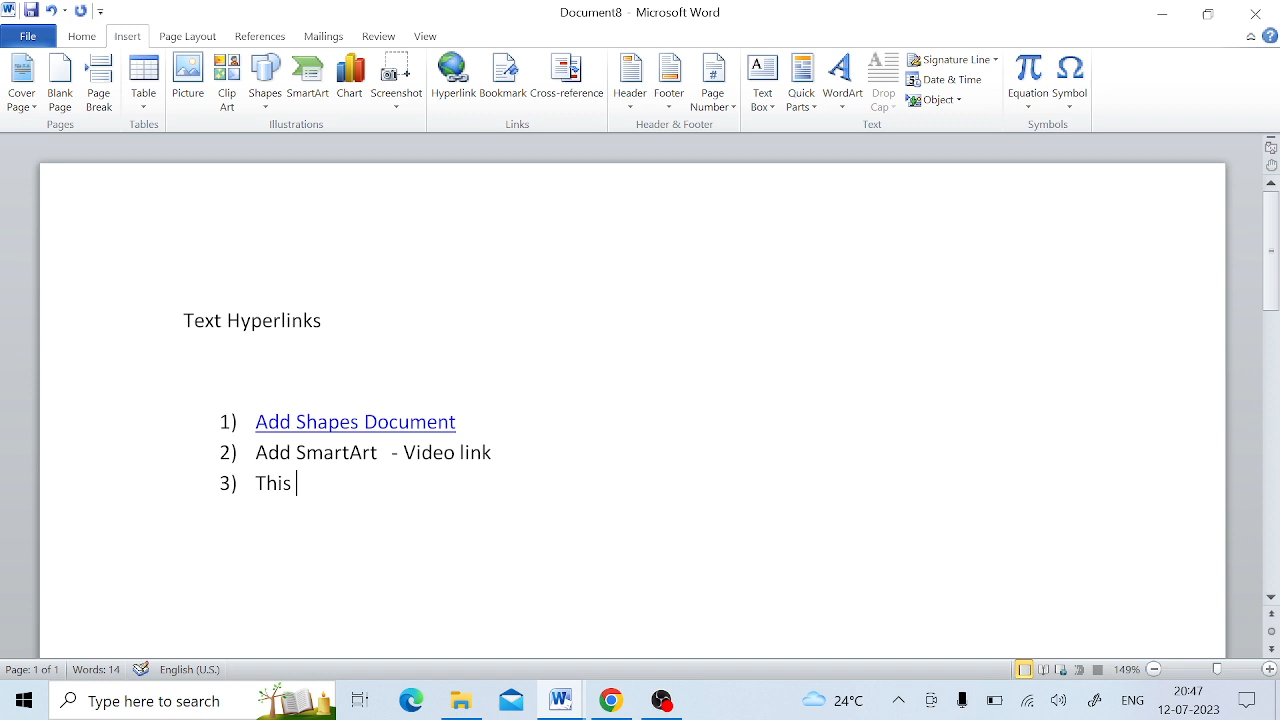 Document8 - Microsoft Word
File Home Insert Page Layout References Mailings Review View
Cover Page
Blank Page
Page Break
Pages
Table
Tables
Picture
Clip Art
Shapes
SmartArt
Chart
Screenshot
Illustrations
Hyperlink
Bookmark
Cross-reference
Links
Header
Footer
Page Number
Header & Footer
Text Box
Quick Parts
WordArt
Drop Cap
Signature Line
Date & Time
Object
Text
Equation
Symbol
Symbols
Text Hyperlinks
1) Add Shapes Document
2) Add SmartArt - Video link
3) This
Page: 1 of 1 Words: 14 English (U.S.) 149%
Type here to search 24°C ENG 20:47
12-07-2023